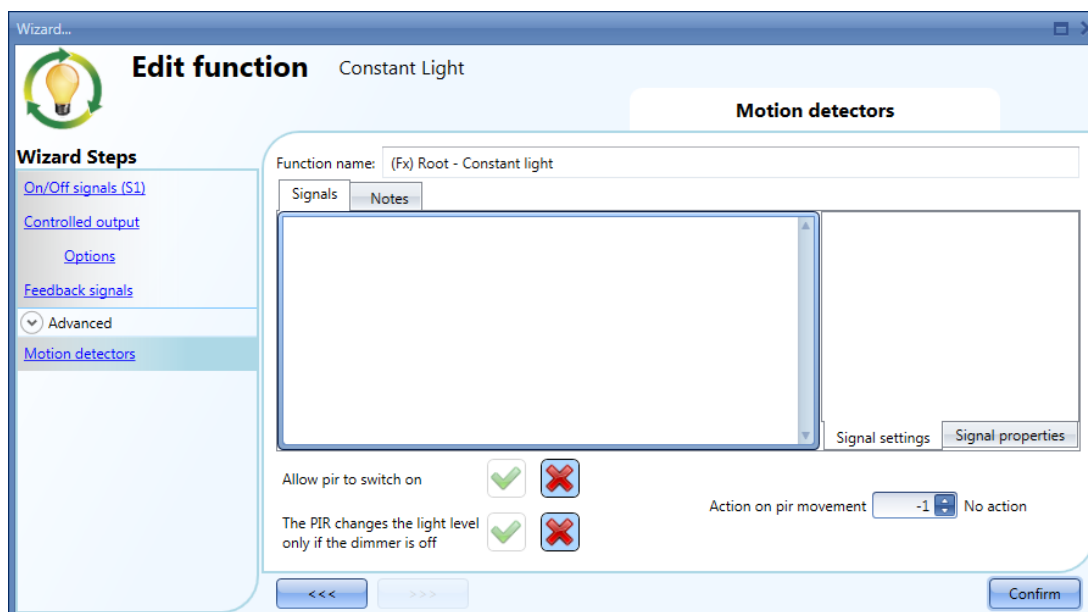 Wizard...
Edit function Constant Light
Motion detectors
Wizard Steps
On/Off signals (S1)
Controlled output
Options
Feedback signals
Advanced
Motion detectors
Function name: (Fx) Root - Constant light
Signals Notes
Signal settings Signal properties
Allow pir to switch on
Action on pir movement -1 No action
The PIR changes the light level
only if the dimmer is off
<<< >>> Confirm